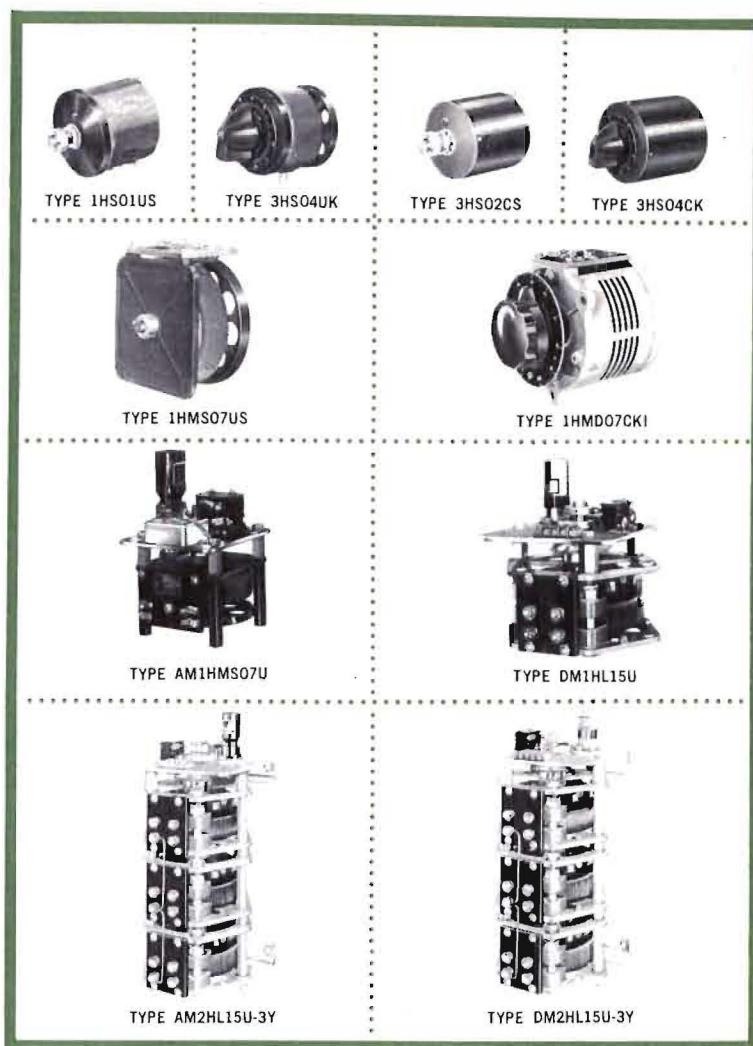 TYPE 1HS01US
TYPE 3HS04UK
TYPE 3HS02CS
TYPE 3HS04CK
TYPE 1HMS07US
TYPE 1HMD07CKI
TYPE AM1HMS07U
TYPE DM1HL15U
TYPE AM2HL15U-3Y
TYPE DM2HL15U-3Y